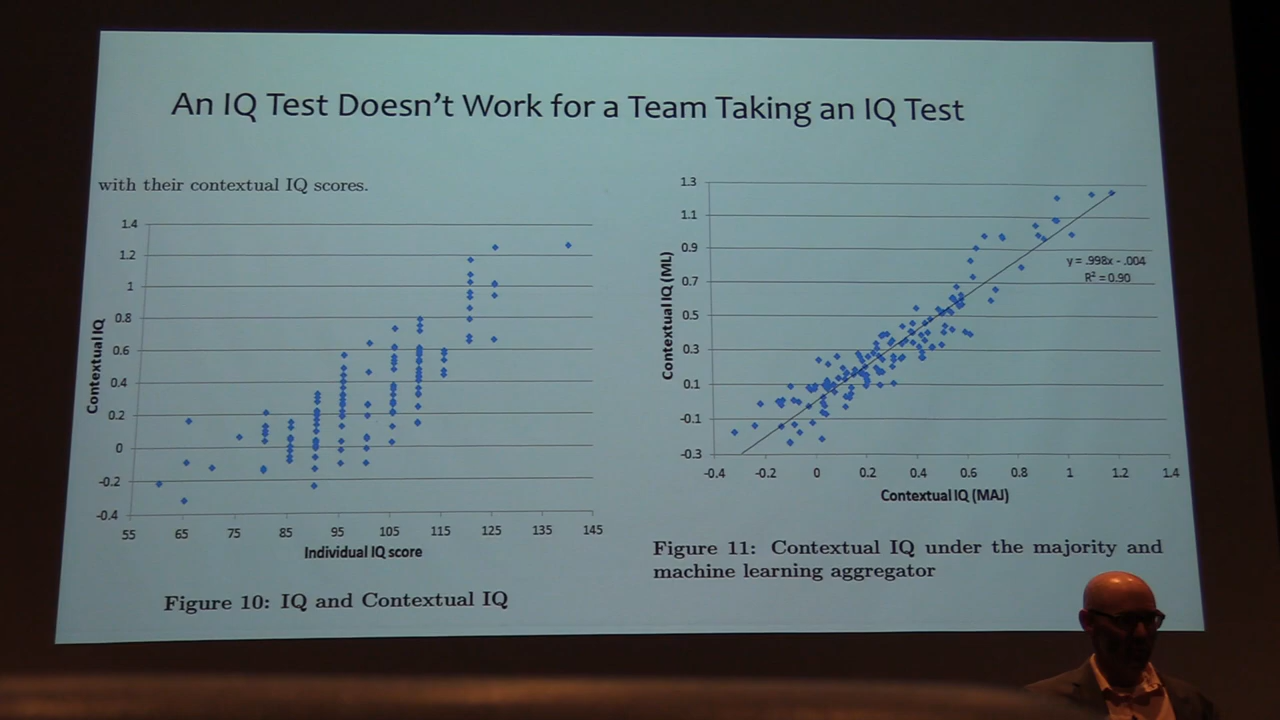 An IQ Test Doesn't Work for a Team Taking an IQ Test
with their contextual IQ scores.
1.4
1.2
1
0.8
0.6
0.4
0.2
0
-0.2
-0.4
Contextual IQ
55 65 75 85 95 105 115 125 135 145
Individual IQ score
Figure 10: IQ and Contextual IQ
1.3
1.1
0.9
0.7
0.5
0.3
0.1
-0.1
-0.3
Contextual IQ (ML)
y = .998x - .004
R² = 0.90
-0.4 -0.2 0 0.2 0.4 0.6 0.8 1 1.2 1.4
Contextual IQ (MAJ)
Figure 11: Contextual IQ under the majority and
machine learning aggregator